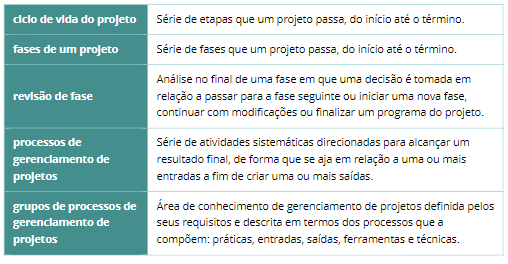 ciclo de vida do projeto
Série de etapas que um projeto passa, do início até o término.
fases de um projeto
Série de fases que um projeto passa, do início até o término.
revisão de fase
Análise no final de uma fase em que uma decisão é tomada em
relação a passar para a fase seguinte ou iniciar uma nova fase,
continuar com modificações ou finalizar um programa do projeto.
processos de
gerenciamento de
projetos
Série de atividades sistemáticas direcionadas para alcançar um
resultado final, de forma que se aja em relação a uma ou mais
entradas a fim de criar uma ou mais saídas.
grupos de processos de
gerenciamento de
projetos
Área de conhecimento de gerenciamento de projetos definida pelos
seus requisitos e descrita em termos dos processos que a
compõem: práticas, entradas, saídas, ferramentas e técnicas.